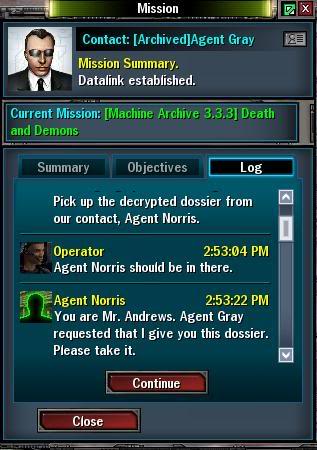 Mission
Contact: [Archived]Agent Gray
Mission Summary.
Datalink established.
Current Mission: [Machine Archive 3.3.3] Death
and Demons
Summary
Objectives
Log
Pick up the decrypted dossier from
our contact, Agent Norris.
Operator 2:53:04 PM
Agent Norris should be in there.
Agent Norris 2:53:22 PM
You are Mr. Andrews. Agent Gray
requested that I give you this dossier.
Please take it.
Continue
Close